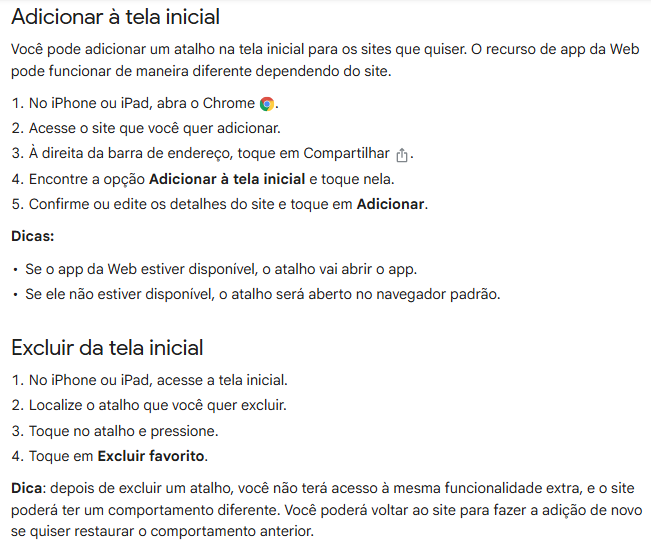 Adicionar à tela inicial
Você pode adicionar um atalho na tela inicial para os sites que quiser. O recurso de app da Web
pode funcionar de maneira diferente dependendo do site.
1. No iPhone ou iPad, abra o Chrome.
2. Acesse o site que você quer adicionar.
3. À direita da barra de endereço, toque em Compartilhar.
4. Encontre a opção Adicionar à tela inicial e toque nela.
5. Confirme ou edite os detalhes do site e toque em Adicionar.
Dicas:
• Se o app da Web estiver disponível, o atalho vai abrir o app.
• Se ele não estiver disponível, o atalho será aberto no navegador padrão.
Excluir da tela inicial
1. No iPhone ou iPad, acesse a tela inicial.
2. Localize o atalho que você quer excluir.
3. Toque no atalho e pressione.
4. Toque em Excluir favorito.
Dica: depois de excluir um atalho, você não terá acesso à mesma funcionalidade extra, e o site
poderá ter um comportamento diferente. Você poderá voltar ao site para fazer a adição de novo
se quiser restaurar o comportamento anterior.